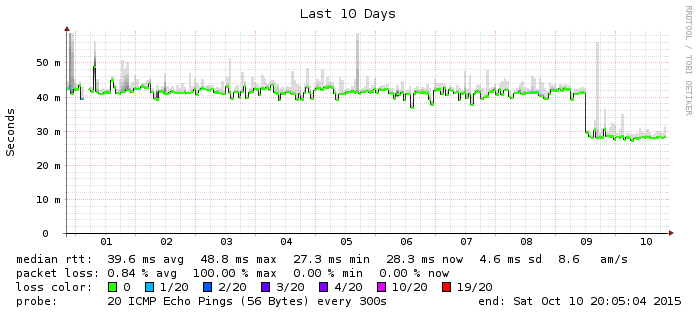 Last 10 Days
RRDTOOL / TOBI OETIKER
Seconds
50 m
40 m
30 m
20 m
10 m
0
01 02 03 04 05 06 07 08 09 10
median rtt: 39.6 ms avg 48.8 ms max 27.3 ms min 28.3 ms now 4.6 ms sd 8.6 am/s
packet loss: 0.84 % avg 100.00 % max 0.00 % min 0.00 % now
loss color: 0 1/20 2/20 3/20 4/20 10/20 19/20
probe: 20 ICMP Echo Pings (56 Bytes) every 300s end: Sat Oct 10 20:05:04 2015